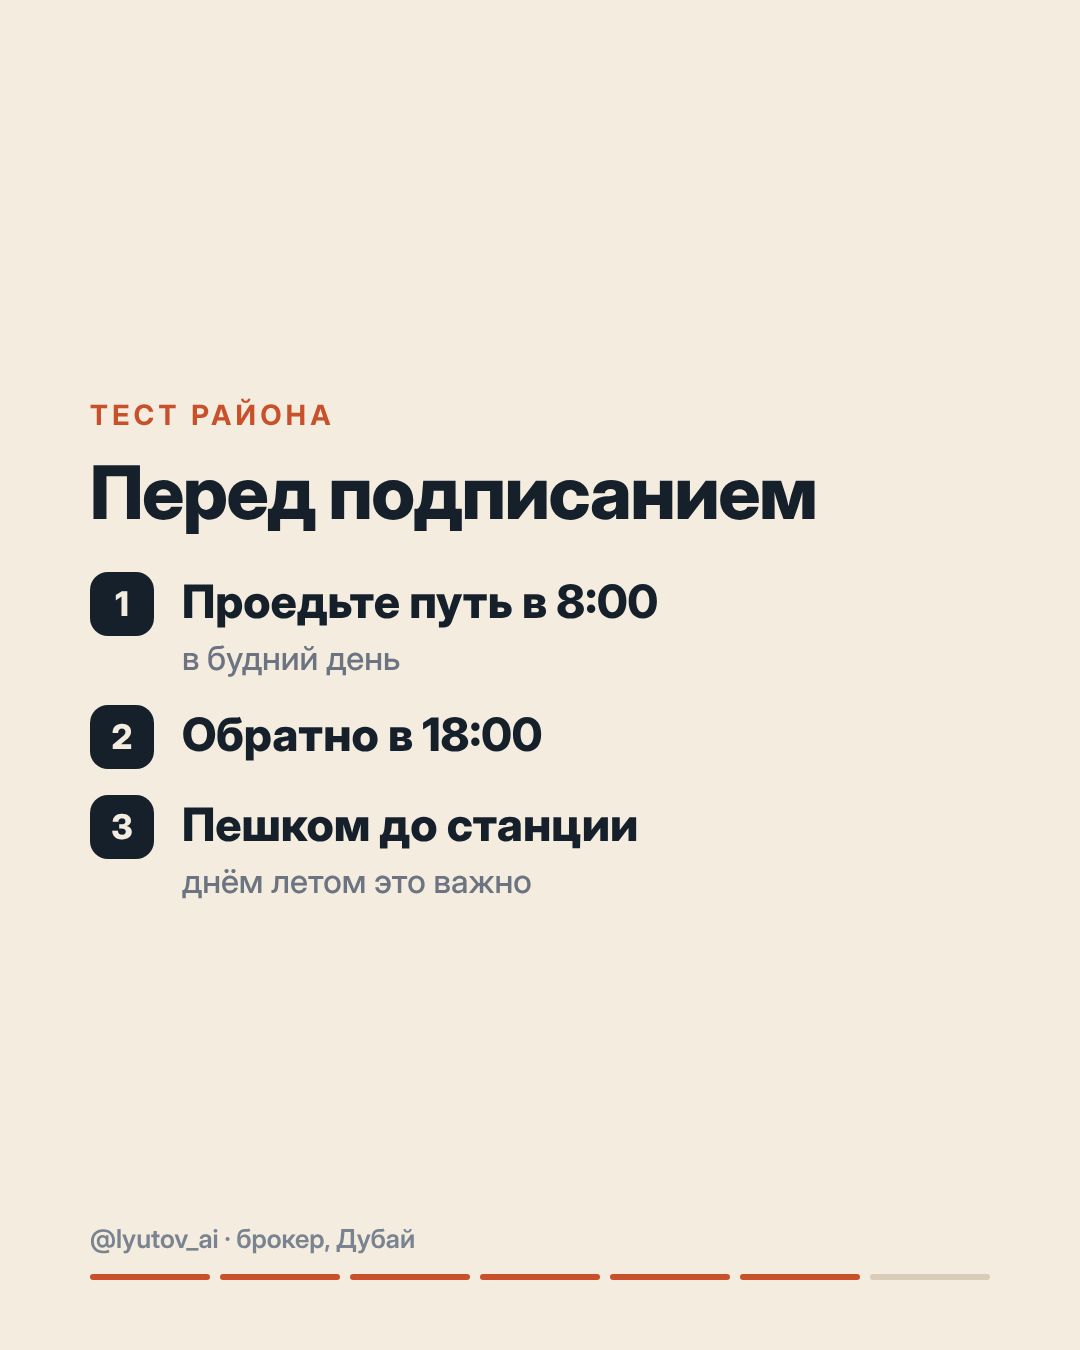 ТЕСТ РАЙОНА
Перед подписанием
1 Проедьте путь в 8:00
в будний день
2 Обратно в 18:00
3 Пешком до станции
днём летом это важно
@lyutov_ai · брокер, Дубай